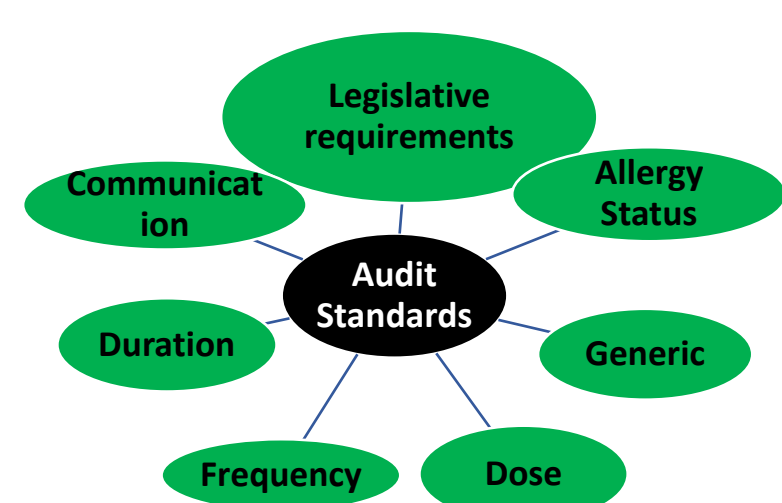 Legislative
requirements
Communicat
ion
Allergy
Status
Audit
Standards
Duration
Generic
Frequency
Dose